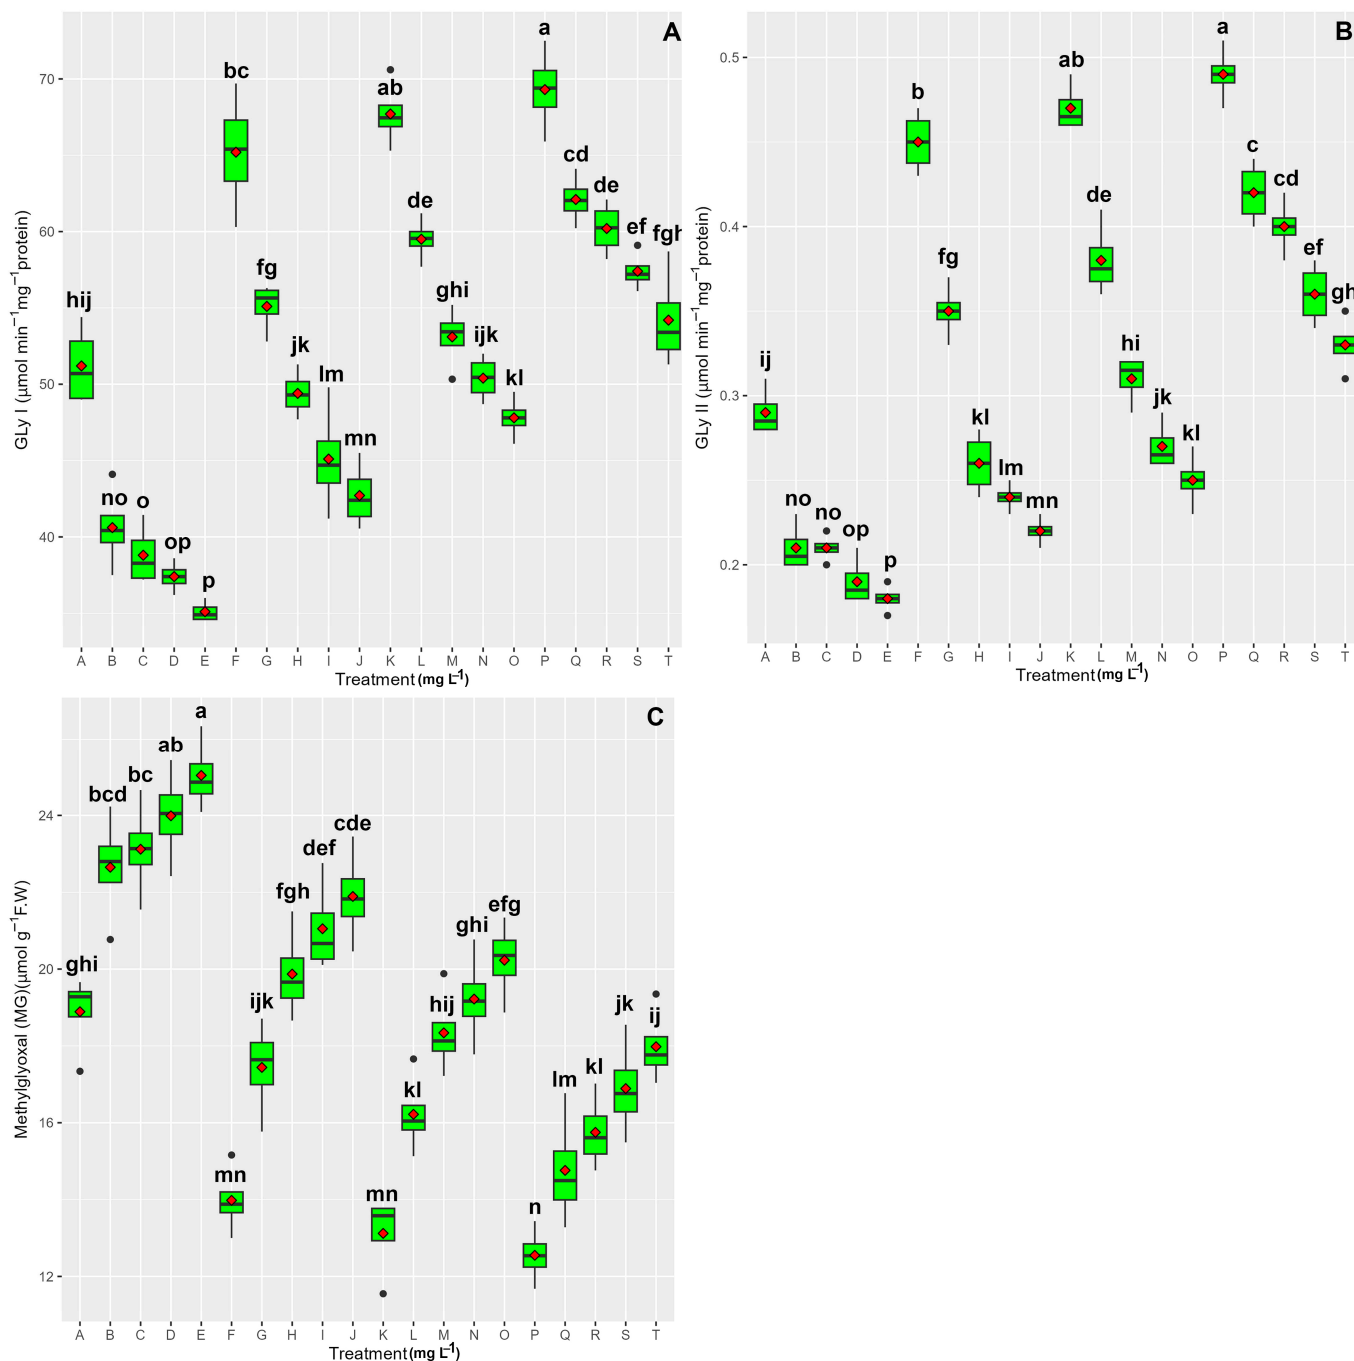 A
GLy I (μmol min⁻¹mg⁻¹protein)
70
60
50
40
hij
no
o
op
p
bc
fg
jk
lm
mn
ab
de
ghi
ijk
kl
a
cd
de
ef
fgh
A B C D E F G H I J K L M N O P Q R S T
Treatment(mg L⁻¹)
B
GLy II (μmol min⁻¹mg⁻¹protein)
0.5
0.4
0.3
0.2
ij
no
no
op
p
b
fg
kl
lm
mn
ab
de
hi
jk
kl
a
c
cd
ef
gh
A B C D E F G H I J K L M N O P Q R S T
Treatment(mg L⁻¹)
C
Methylglyoxal (MG)(μmol g⁻¹F.W)
24
20
16
12
ghi
bcd
bc
ab
a
mn
ijk
fgh
def
cde
mn
kl
hij
ghi
efg
n
lm
kl
jk
ij
A B C D E F G H I J K L M N O P Q R S T
Treatment(mg L⁻¹)